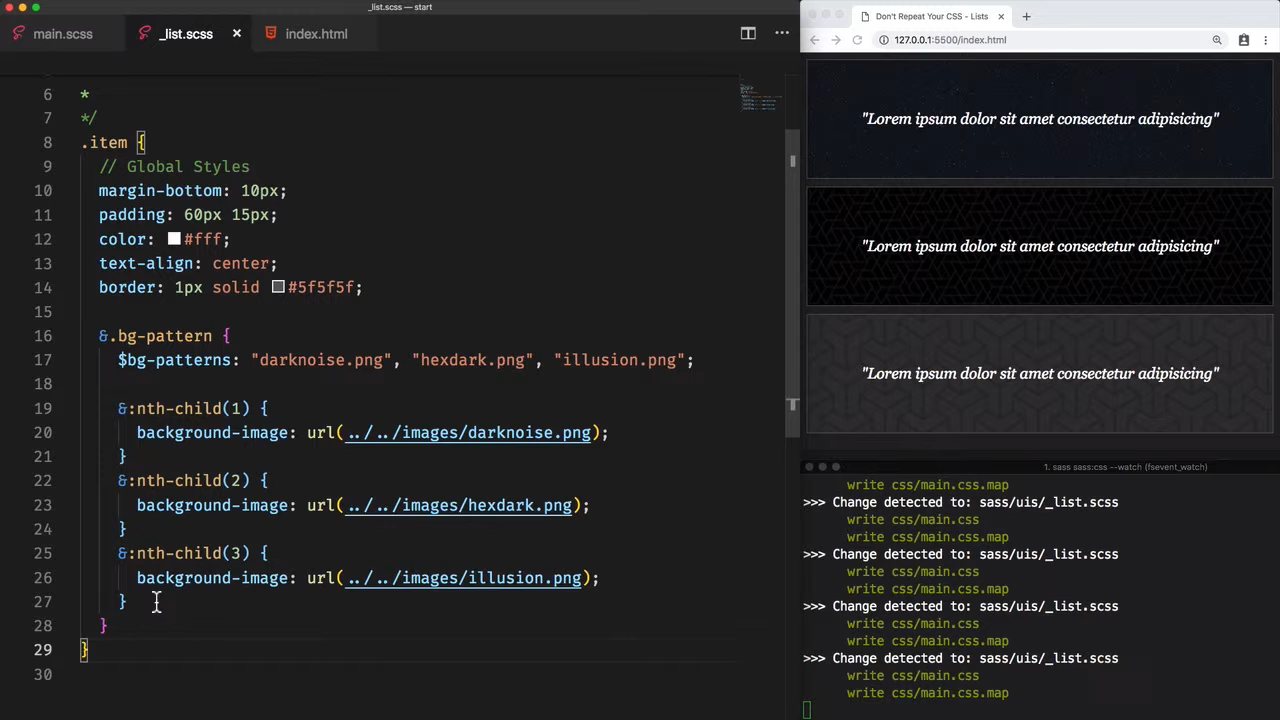 _list.scss — start
main.scss
_list.scss
index.html
6 *
7 */
8 .item {
9 // Global Styles
10 margin-bottom: 10px;
11 padding: 60px 15px;
12 color: #fff;
13 text-align: center;
14 border: 1px solid #5f5f5f;
15
16 &.bg-pattern {
17 $bg-patterns: "darknoise.png", "hexdark.png", "illusion.png";
18
19 &:nth-child(1) {
20 background-image: url(../../images/darknoise.png);
21 }
22 &:nth-child(2) {
23 background-image: url(../../images/hexdark.png);
24 }
25 &:nth-child(3) {
26 background-image: url(../../images/illusion.png);
27 }
28 }
29 }
30
Don't Repeat Your CSS - Lists
127.0.0.1:5500/index.html
"Lorem ipsum dolor sit amet consectetur adipisicing"
"Lorem ipsum dolor sit amet consectetur adipisicing"
"Lorem ipsum dolor sit amet consectetur adipisicing"
1. sass sass:css --watch (fsevent_watch)
write css/main.css.map
>>> Change detected to: sass/uis/_list.scss
write css/main.css
write css/main.css.map
>>> Change detected to: sass/uis/_list.scss
write css/main.css
write css/main.css.map
>>> Change detected to: sass/uis/_list.scss
write css/main.css
write css/main.css.map
>>> Change detected to: sass/uis/_list.scss
write css/main.css
write css/main.css.map